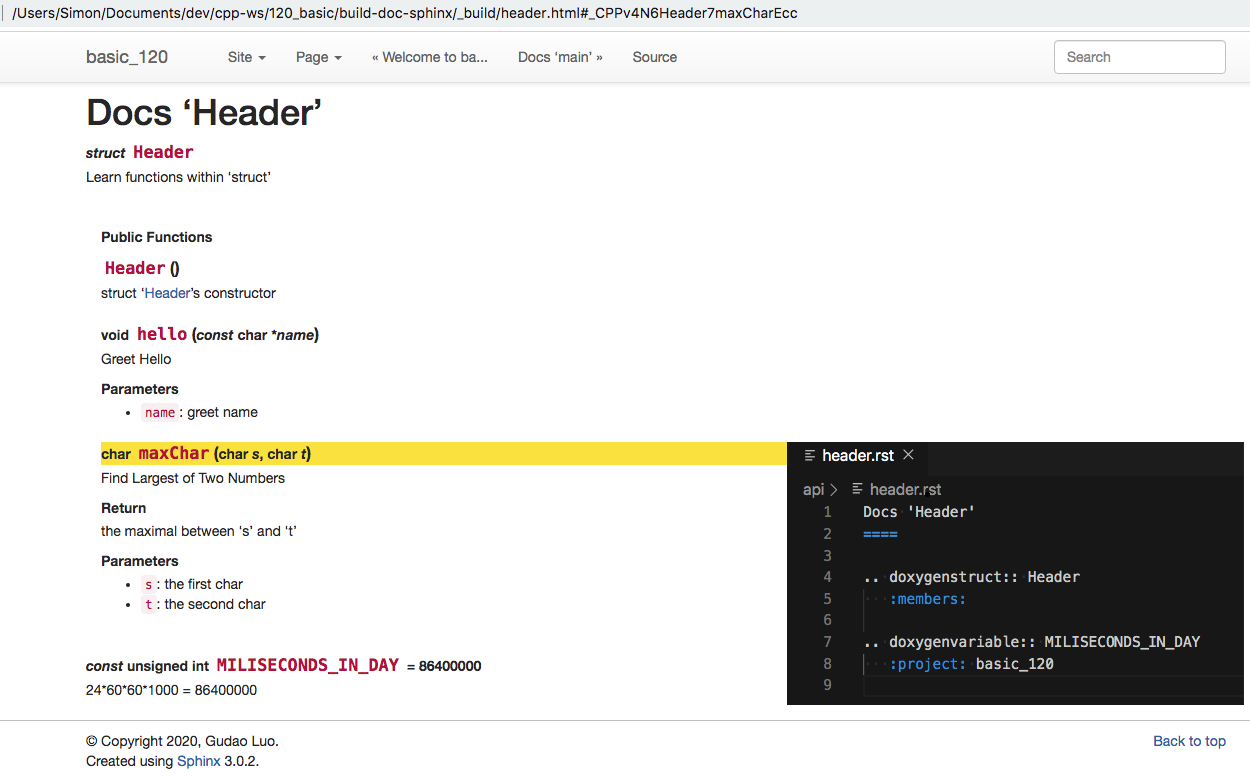 /Users/Simon/Documents/dev/cpp-ws/120_basic/build-doc-sphinx/_build/header.html#_CPPv4N6Header7maxCharEcc
basic_120 Site Page « Welcome to ba... Docs ‘main’ » Source Search
Docs ‘Header’
struct Header
Learn functions within ‘struct’
Public Functions
Header ()
struct ‘Header’s constructor
void hello (const char *name)
Greet Hello
Parameters
• name : greet name
char maxChar (char s, char t)
Find Largest of Two Numbers
Return
the maximal between ‘s’ and ‘t’
Parameters
• s : the first char
• t : the second char
const unsigned int MILISECONDS_IN_DAY = 86400000
24*60*60*1000 = 86400000
header.rst ×
api > header.rst
1 Docs 'Header'
2 ====
3
4 .. doxygenstruct:: Header
5 :members:
6
7 .. doxygenvariable:: MILISECONDS_IN_DAY
8 :project: basic_120
9
© Copyright 2020, Gudao Luo.
Created using Sphinx 3.0.2.
Back to top